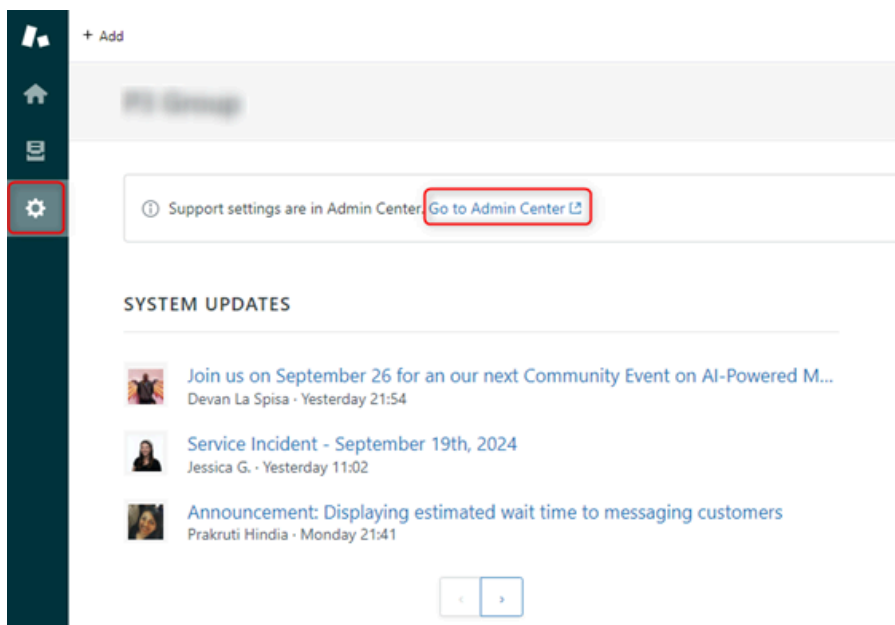 + Add
Support settings are in Admin Center. Go to Admin Center
SYSTEM UPDATES
Join us on September 26 for an our next Community Event on AI-Powered M...
Devan La Spisa · Yesterday 21:54
Service Incident - September 19th, 2024
Jessica G. · Yesterday 11:02
Announcement: Displaying estimated wait time to messaging customers
Prakruti Hindia · Monday 21:41